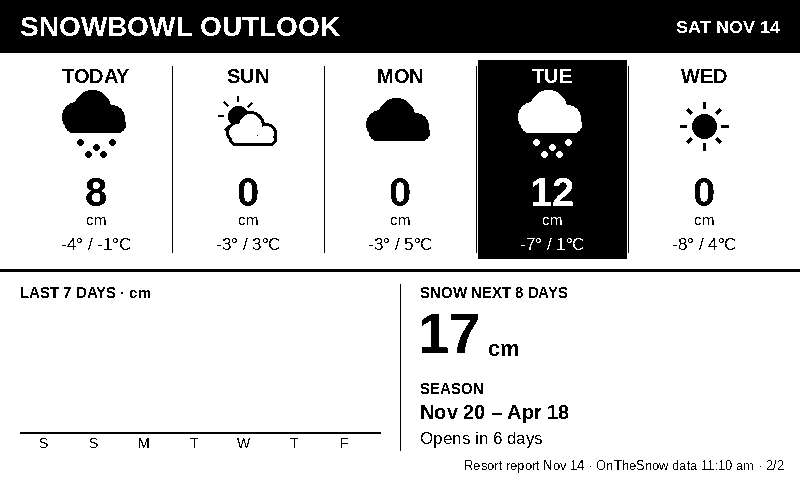 SNOWBOWL OUTLOOK
SAT NOV 14
TODAY SUN MON TUE WED
8 0 0 12 0
cm cm cm cm cm
-4° / -1°C -3° / 3°C -3° / 5°C -7° / 1°C -8° / 4°C
LAST 7 DAYS · cm
S S M T W T F
SNOW NEXT 8 DAYS
17 cm
SEASON
Nov 20 – Apr 18
Opens in 6 days
Resort report Nov 14 · OnTheSnow data 11:10 am · 2/2